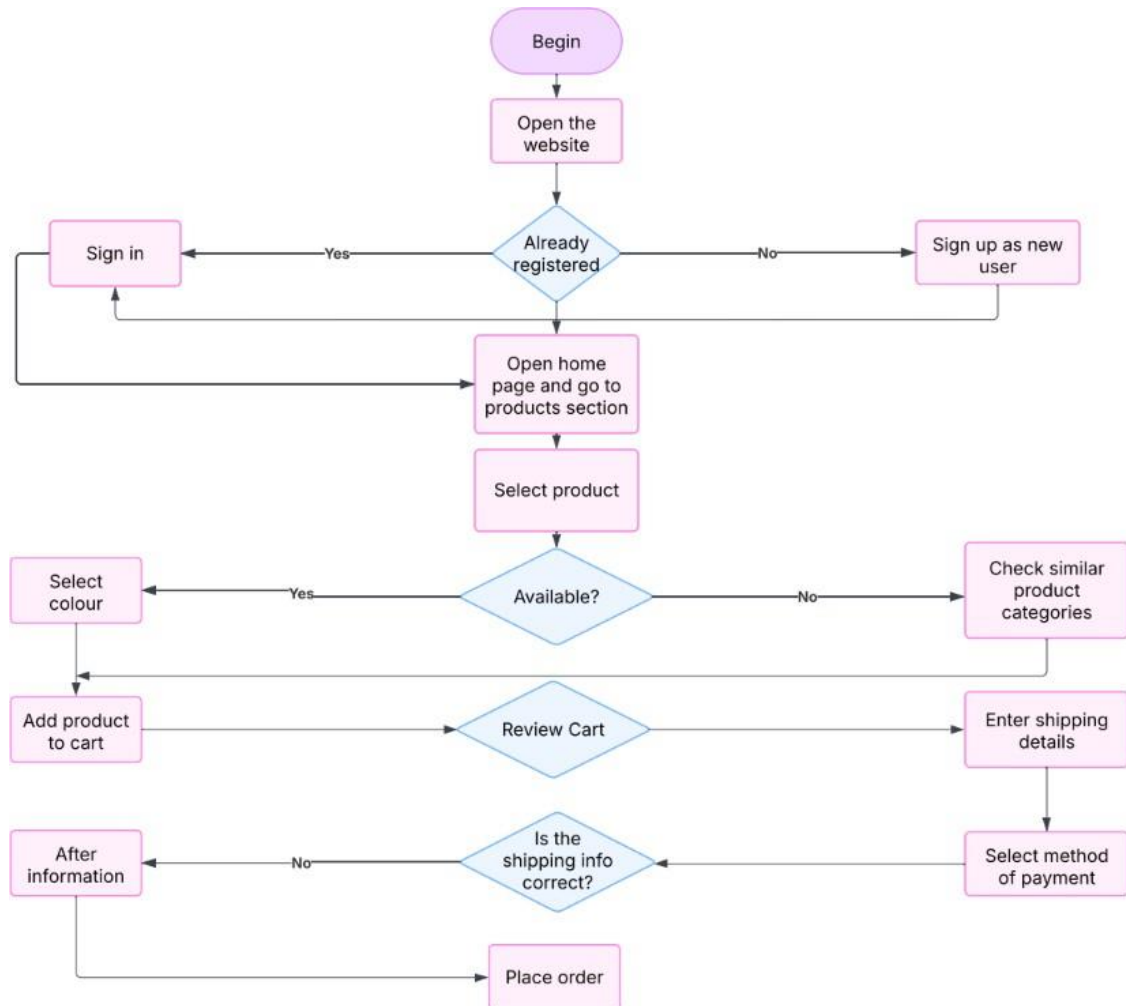 Begin
Open the
website
Already
registered
Yes
Sign in
No
Sign up as new
user
Open home
page and go to
products section
Select product
Available?
Yes
Select
colour
No
Check similar
product
categories
Add product
to cart
Review Cart
Enter shipping
details
Select method
of payment
Is the
shipping info
correct?
No
After
information
Place order